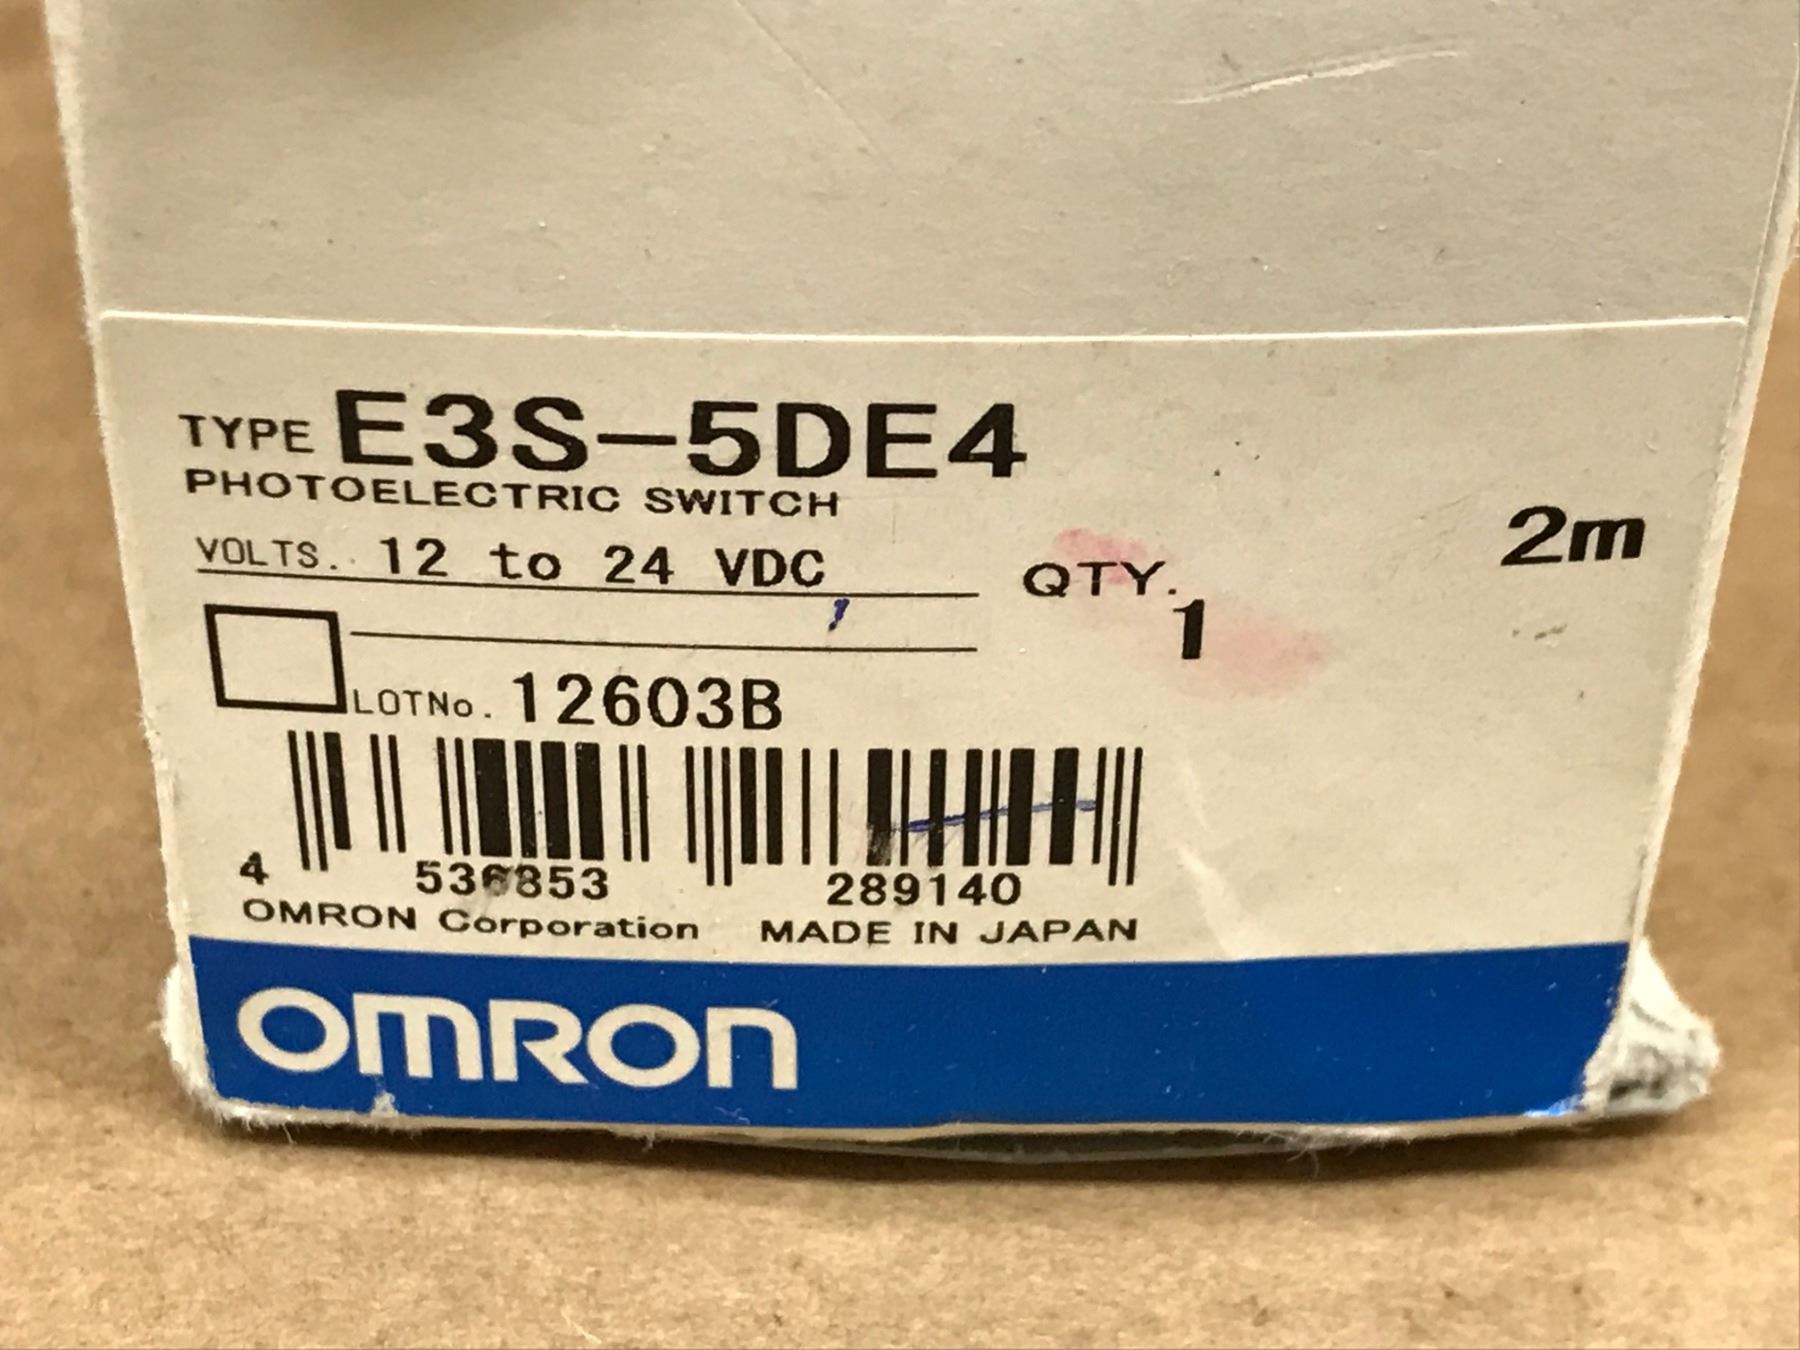 TYPE E3S-5DE4
PHOTOELECTRIC SWITCH
VOLTS. 12 to 24 VDC
QTY. 1
2m
LOTNo. 12603B
4 536853 289140
OMRON Corporation MADE IN JAPAN
OMRON